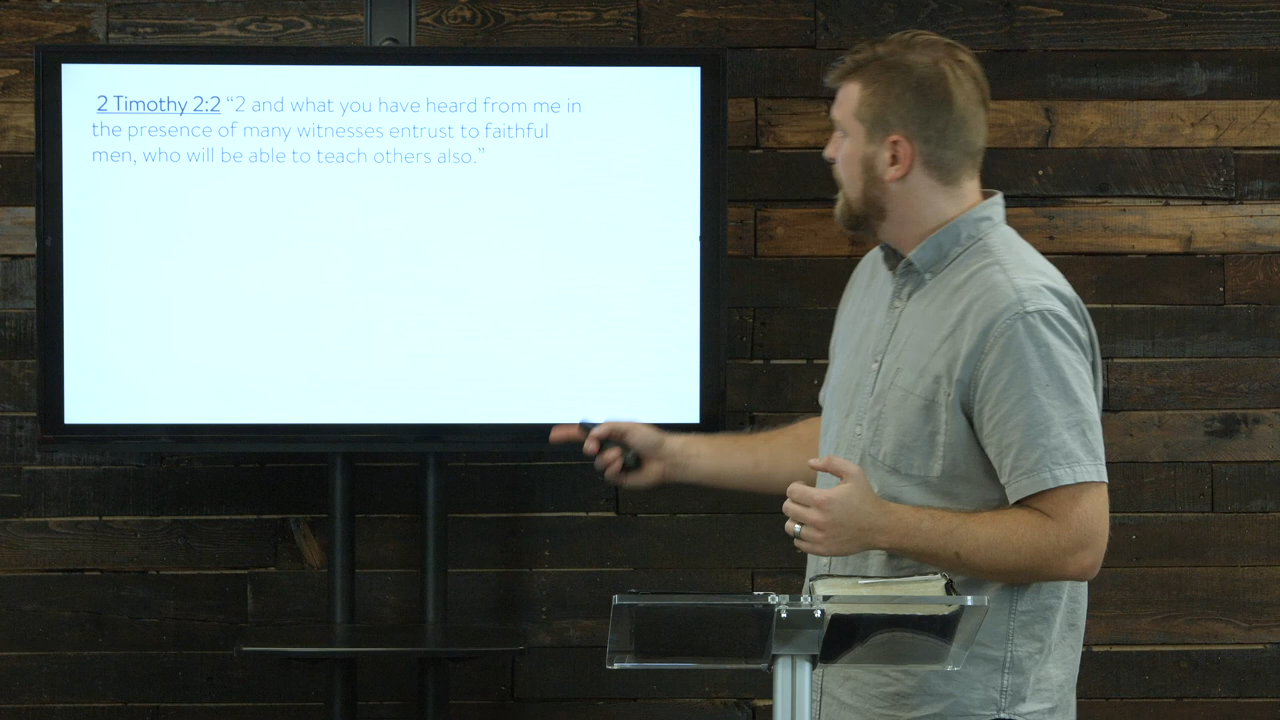 2 Timothy 2:2 “2 and what you have heard from me in
the presence of many witnesses entrust to faithful
men, who will be able to teach others also.”